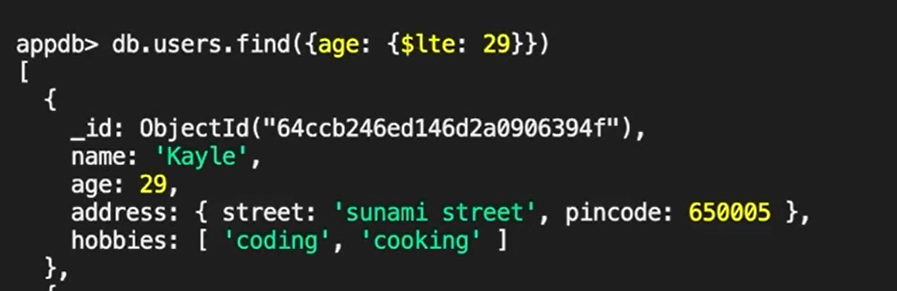 appdb> db.users.find({age: {$lte: 29}})
[
  {
    _id: ObjectId("64ccb246ed146d2a0906394f"),
    name: 'Kayle',
    age: 29,
    address: { street: 'sunami street', pincode: 650005 },
    hobbies: [ 'coding', 'cooking' ]
  },
  {